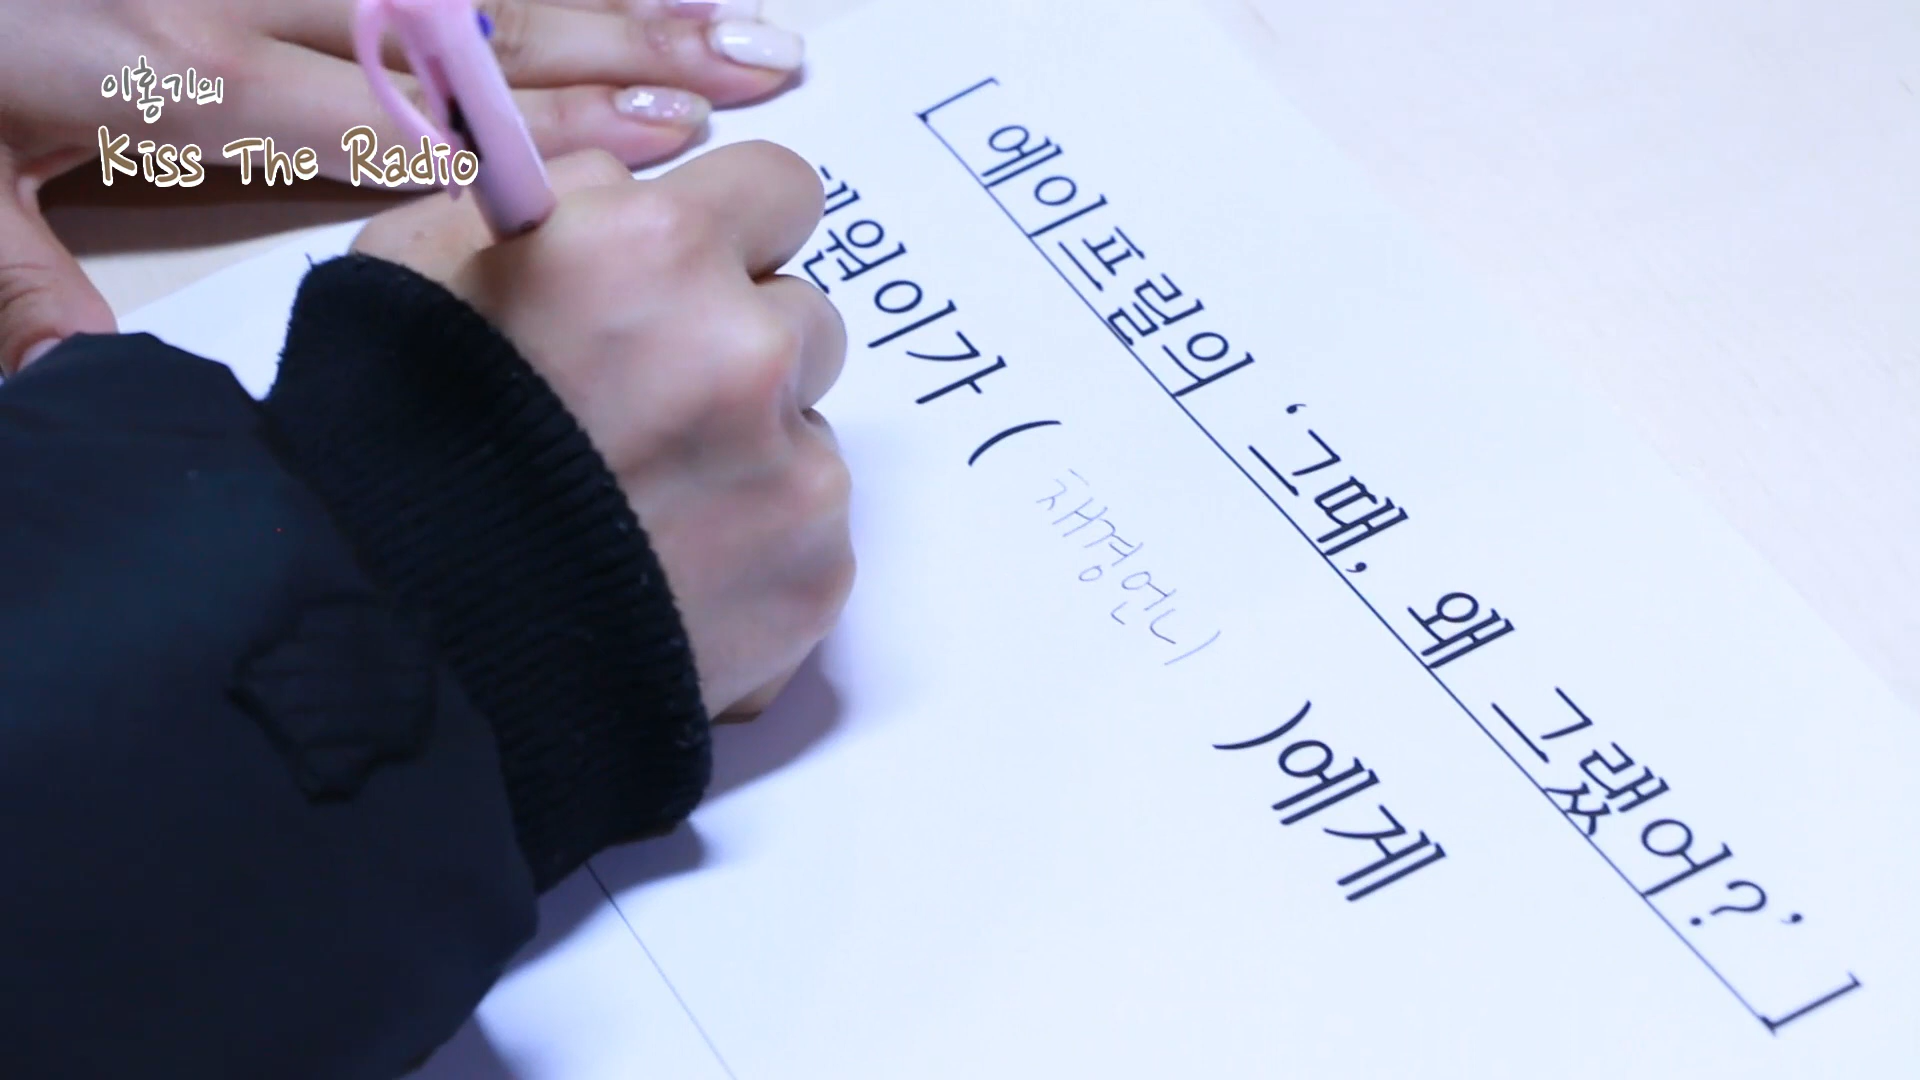 이홍기의
Kiss The Radio
[ 에이프릴의 '그때, 왜 그랬어?' ]
채원이가 ( 채경언니 )에게